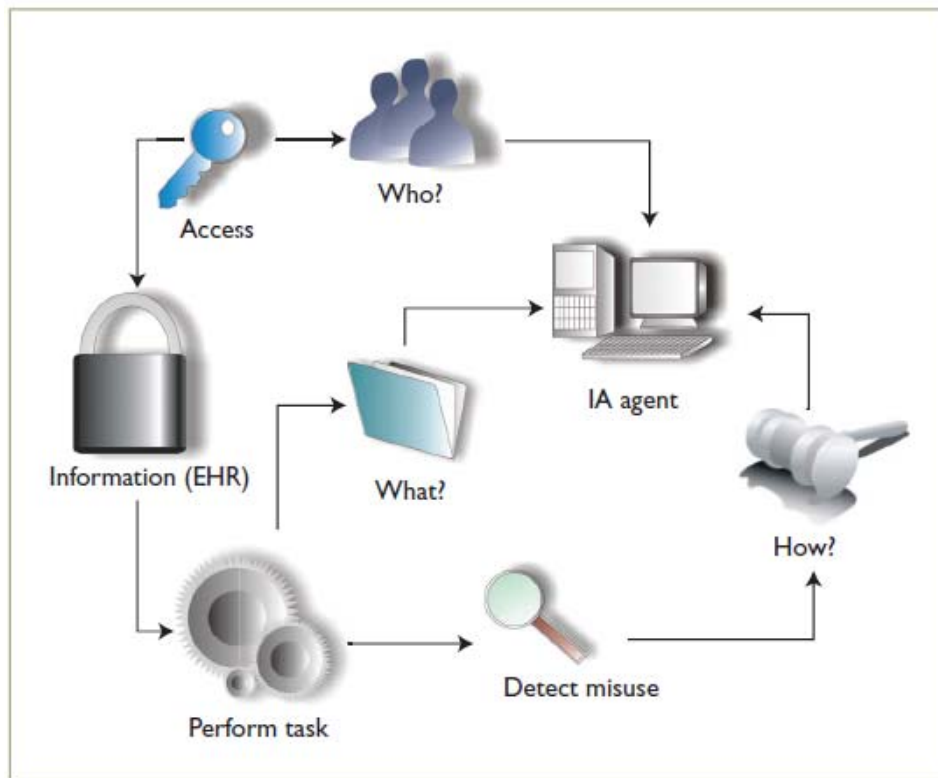 Who?
Access
IA agent
Information (EHR)
What?
How?
Detect misuse
Perform task